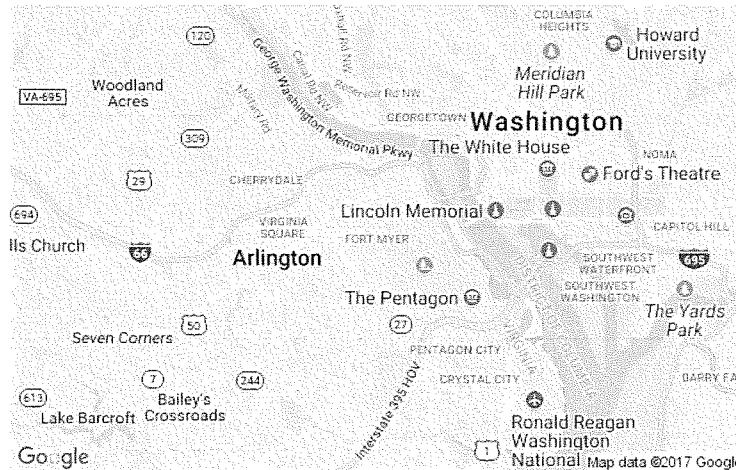 COLUMBIA
HEIGHTS
Howard
University
120
George Washington Memorial Pkwy
Canal Rd NW
Reservoir Rd NW
Meridian
Hill Park
VA-695
Woodland
Acres
GEORGETOWN
Washington
309
The White House
NOMA
29
CHERRYDALE
Ford's Theatre
694
Lincoln Memorial
VIRGINIA
SQUARE
CAPITOL HILL
lls Church
66
Arlington
FORT MYER
SOUTHWEST
WATERFRONT
695
SOUTHWEST
WASHINGTON
The Pentagon
The Yards
Park
Seven Corners
50
27
PENTAGON CITY
7
244
CRYSTAL CITY
BARRY FA
613
Lake Barcroft
Bailey's
Crossroads
Interstate 395 HOV
Ronald Reagan
Washington
National
1
Google
Map data ©2017 Google